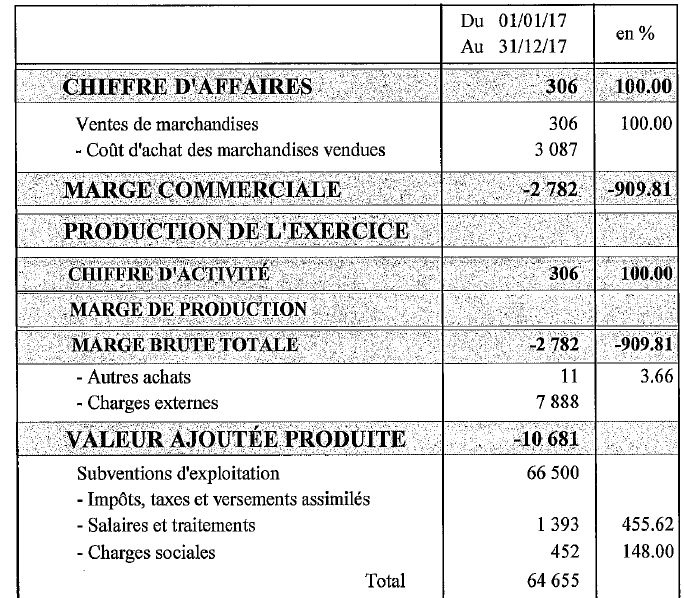 Du 01/01/17
Au 31/12/17 en %
CHIFFRE D'AFFAIRES 306 100.00
Ventes de marchandises 306 100.00
- Coût d'achat des marchandises vendues 3 087
MARGE COMMERCIALE -2 782 -909.81
PRODUCTION DE L'EXERCICE
CHIFFRE D'ACTIVITÉ 306 100.00
MARGE DE PRODUCTION
MARGE BRUTE TOTALE -2 782 -909.81
- Autres achats 11 3.66
- Charges externes 7 888
VALEUR AJOUTÉE PRODUITE -10 681
Subventions d'exploitation 66 500
- Impôts, taxes et versements assimilés
- Salaires et traitements 1 393 455.62
- Charges sociales 452 148.00
Total 64 655